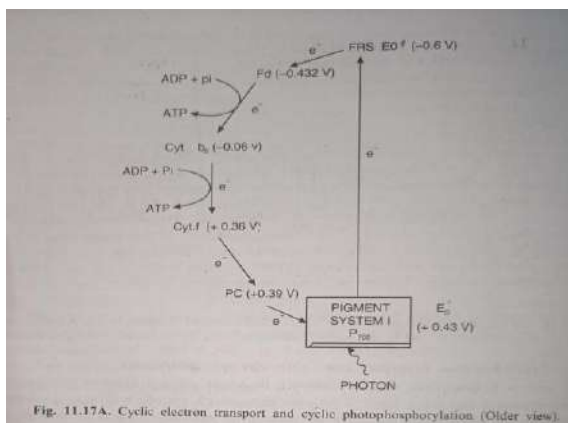 e⁻
FRS E₀' (–0.6 V)
Fd (–0.432 V)
ADP + pi
ATP
e⁻
Cyt b₆ (–0.06 v)
e⁻
ADP + Pi
e⁻
ATP
Cyt.f (+ 0.36 V)
e⁻
PC (+0.39 V)
e⁻
PIGMENT
SYSTEM I
P₇₀₀
E₀'
(+ 0.43 V)
PHOTON
Fig. 11.17A. Cyclic electron transport and cyclic photophosphorylation (Older view).